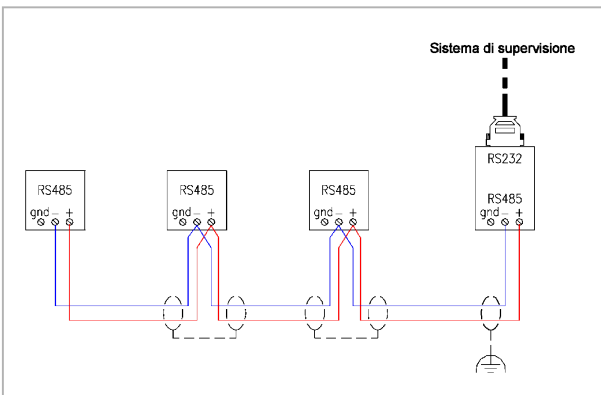 Sistema di supervisione
RS232
RS485
gnd - +
RS485
gnd - +
RS485
gnd - +
RS485
gnd - +